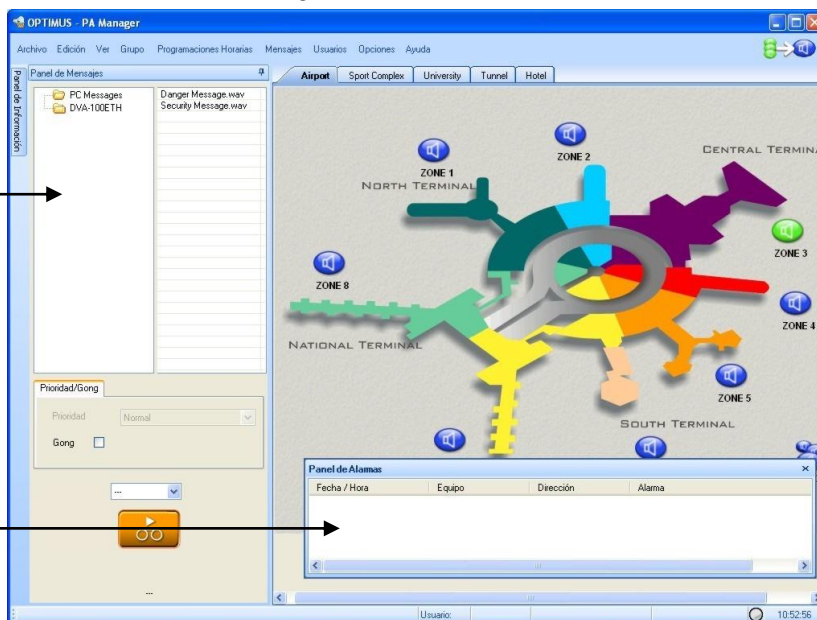 OPTIMUS - PA Manager
Archivo Edición Ver Grupo Programaciones Horarias Mensajes Usuarios Opciones Ayuda
Panel de Información
Panel de Mensajes
PC Messages
DVA-100ETH
Danger Message.wav
Security Message.wav
Airport Sport Complex University Tunnel Hotel
ZONE 1
ZONE 2
CENTRAL TERMINA
NORTH TERMINAL
ZONE 3
ZONE 8
ZONE 4
NATIONAL TERMINAL
ZONE 5
SOUTH TERMINAL
Prioridad/Gong
Prioridad Normal
Gong
---
---
Panel de Alarmas
Fecha / Hora Equipo Dirección Alarma
Usuario: 10:52:56